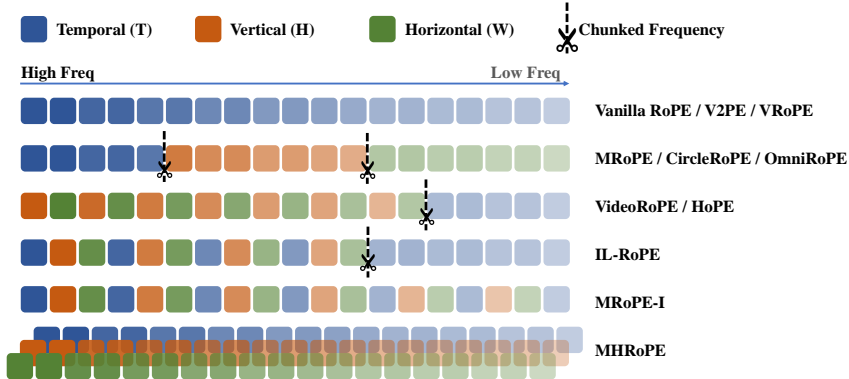 Temporal (T) Vertical (H) Horizontal (W) Chunked Frequency
High Freq Low Freq
Vanilla RoPE / V2PE / VRoPE
MRoPE / CircleRoPE / OmniRoPE
VideoRoPE / HoPE
IL-RoPE
MRoPE-I
MHRoPE